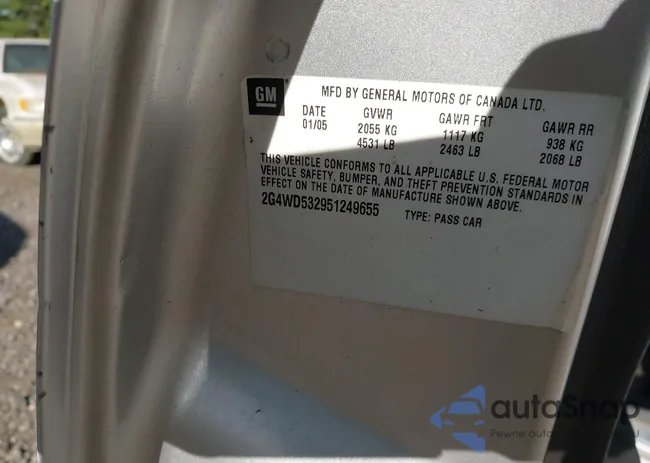 GM
MFD BY GENERAL MOTORS OF CANADA LTD.
DATE GVWR GAWR FRT GAWR RR
01/05 2055 KG 1117 KG 938 KG
4531 LB 2463 LB 2068 LB
THIS VEHICLE CONFORMS TO ALL APPLICABLE U.S. FEDERAL MOTOR
VEHICLE SAFETY, BUMPER, AND THEFT PREVENTION STANDARDS IN
EFFECT ON THE DATE OF MANUFACTURE SHOWN ABOVE.
2G4WD532951249655 TYPE: PASS CAR
autoSnap
Pewne auto